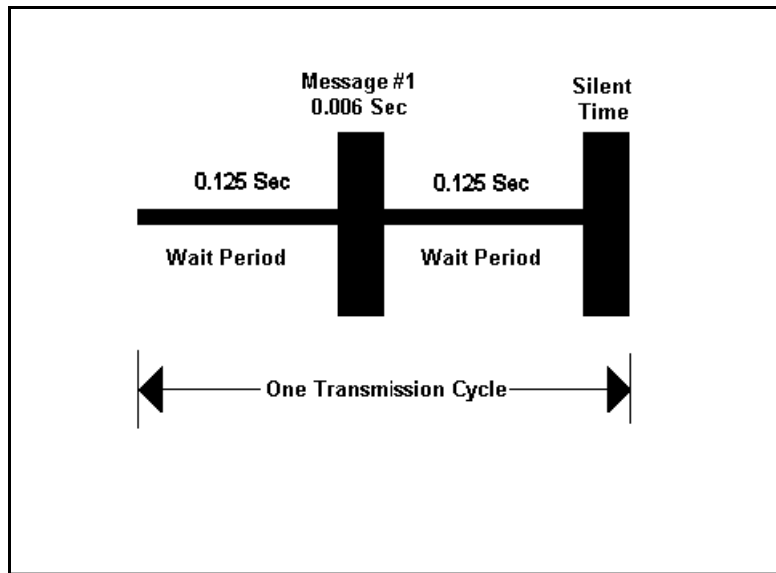 Message #1
0.006 Sec
Silent
Time
0.125 Sec
0.125 Sec
Wait Period
Wait Period
One Transmission Cycle